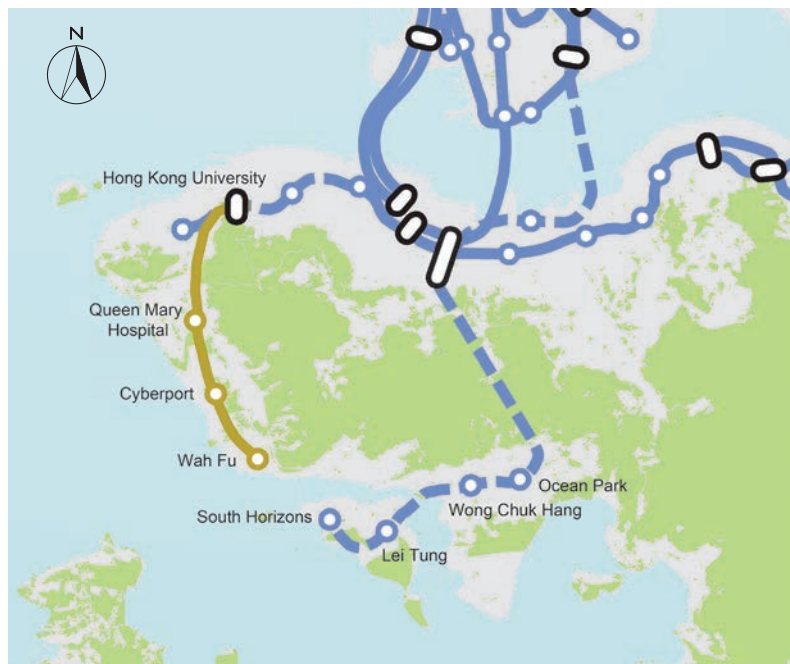 N
Hong Kong University
Queen Mary
Hospital
Cyberport
Wah Fu
South Horizons
Ocean Park
Wong Chuk Hang
Lei Tung